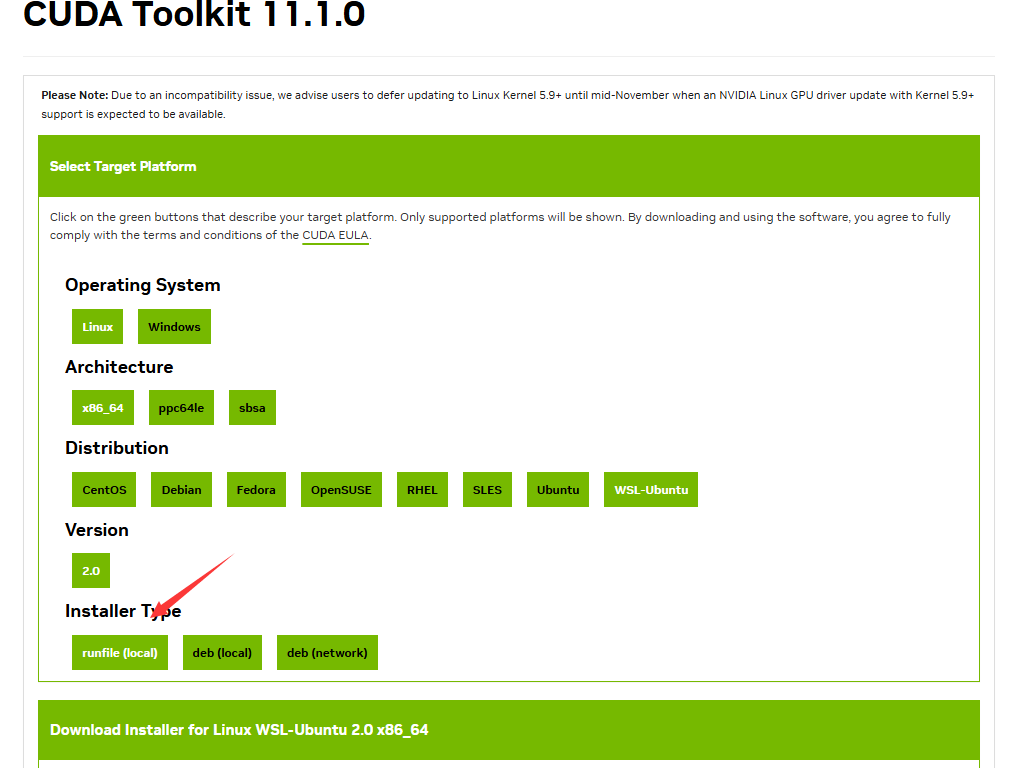 CUDA Toolkit 11.1.0
Please Note: Due to an incompatibility issue, we advise users to defer updating to Linux Kernel 5.9+ until mid-November when an NVIDIA Linux GPU driver update with Kernel 5.9+
support is expected to be available.
Select Target Platform
Click on the green buttons that describe your target platform. Only supported platforms will be shown. By downloading and using the software, you agree to fully
comply with the terms and conditions of the CUDA EULA.
Operating System
Linux Windows
Architecture
x86_64 ppc64le sbsa
Distribution
CentOS Debian Fedora OpenSUSE RHEL SLES Ubuntu WSL-Ubuntu
Version
2.0
Installer Type
runfile (local) deb (local) deb (network)
Download Installer for Linux WSL-Ubuntu 2.0 x86_64